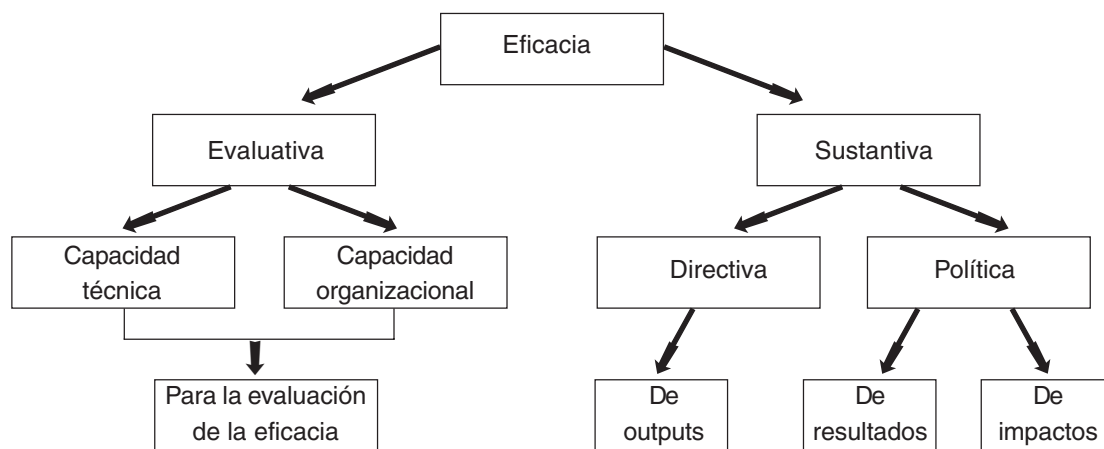 Eficacia
Evaluativa
Sustantiva
Capacidad
técnica
Capacidad
organizacional
Directiva
Política
Para la evaluación
de la eficacia
De
outputs
De
resultados
De
impactos